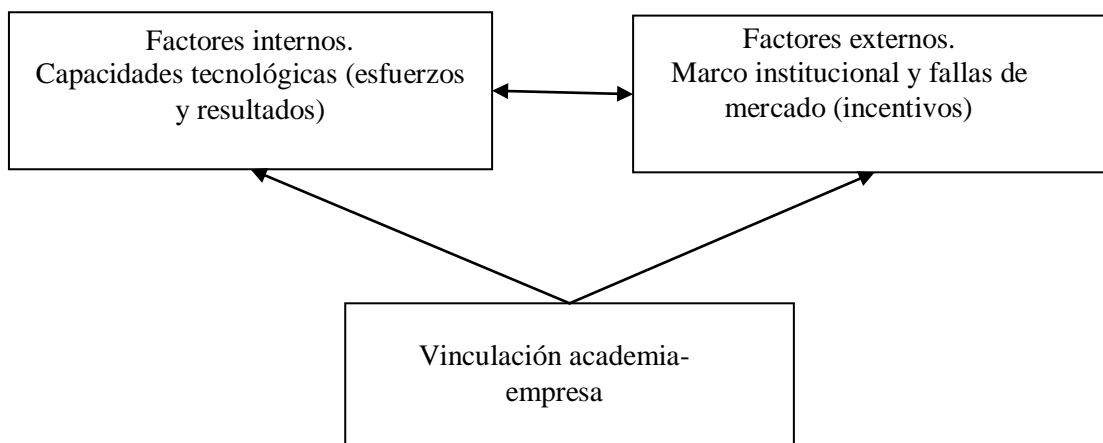 Factores internos.
Capacidades tecnológicas (esfuerzos
y resultados)
Factores externos.
Marco institucional y fallas de
mercado (incentivos)
Vinculación academia-
empresa